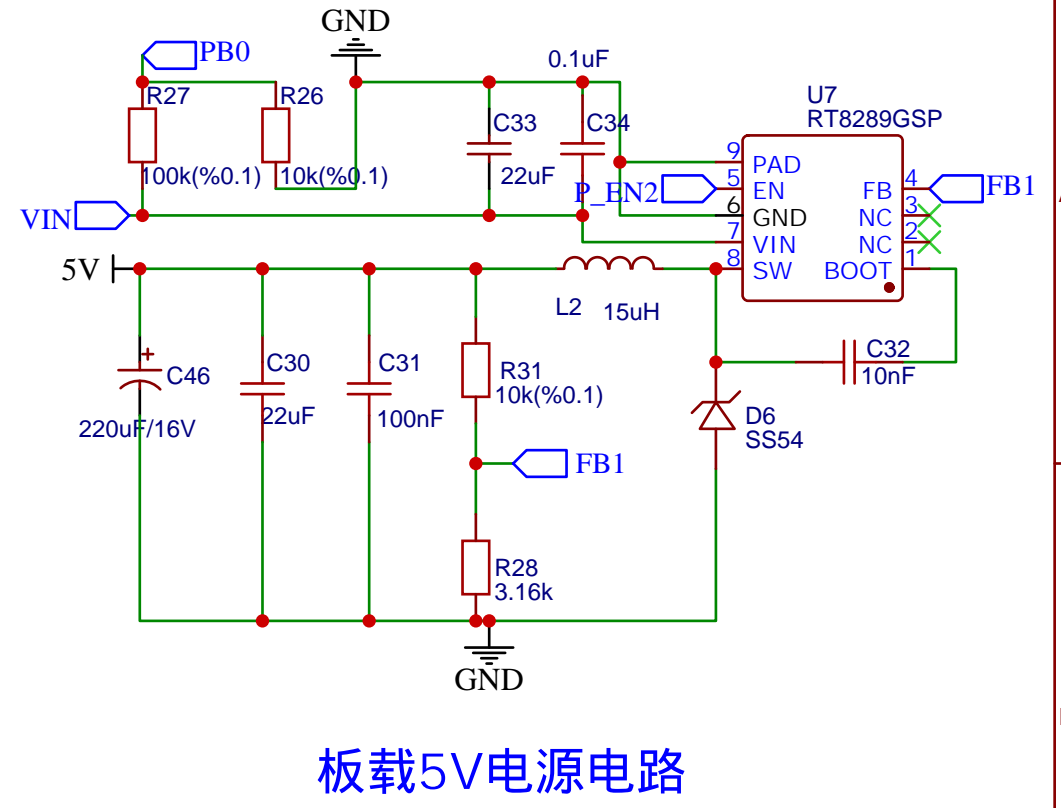 GND
PB0
0.1uF
R27
R26
C33
C34
U7
RT8289GSP
100k(%0.1)
10k(%0.1)
22uF
P_EN2
VIN
9 PAD
5 EN
6 GND
7 VIN
8 SW
FB 4
NC 3
NC 2
BOOT 1
FB1
5V
L2
15uH
C46
220uF/16V
C30
22uF
C31
100nF
R31
10k(%0.1)
C32
10nF
D6
SS54
FB1
R28
3.16k
GND
板载5V电源电路